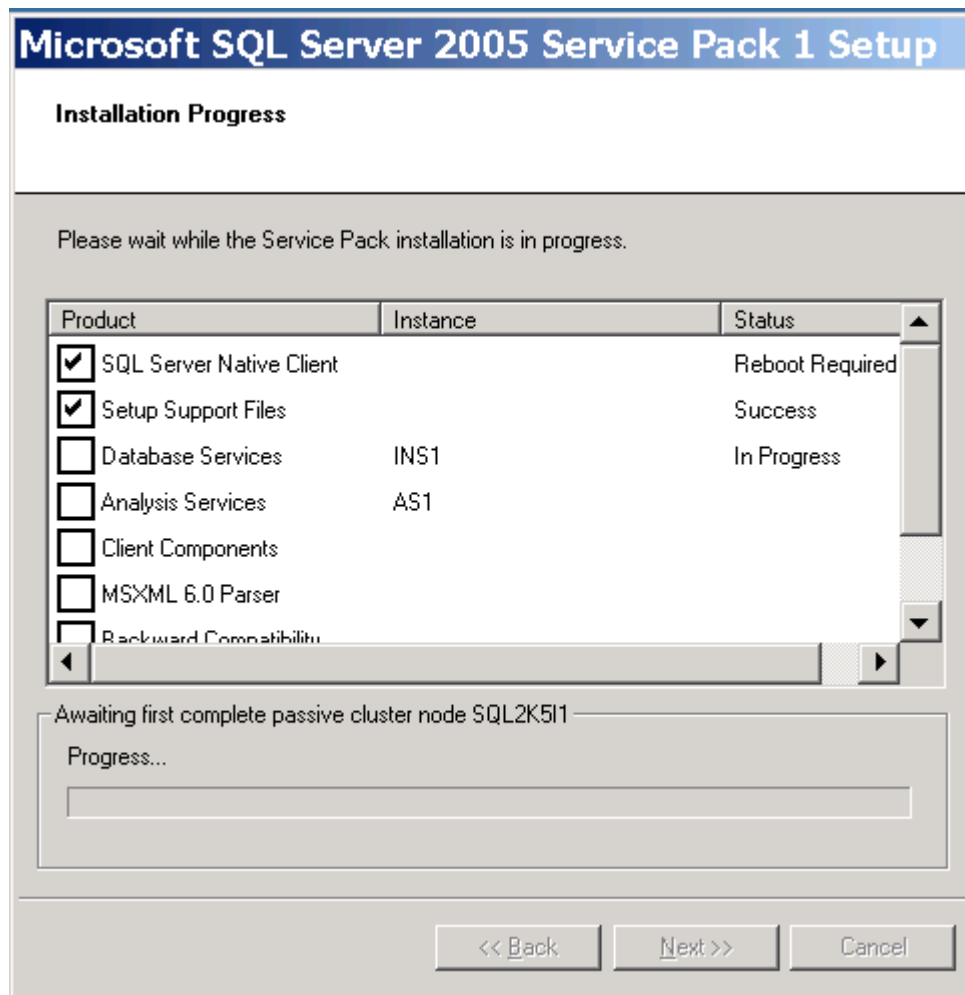 Microsoft SQL Server 2005 Service Pack 1 Setup
Installation Progress
Please wait while the Service Pack installation is in progress.
Product Instance Status
SQL Server Native Client Reboot Required
Setup Support Files Success
Database Services INS1 In Progress
Analysis Services AS1
Client Components
MSXML 6.0 Parser
Backward Compatibility
Awaiting first complete passive cluster node SQL2K5I1
Progress...
<< Back Next >> Cancel